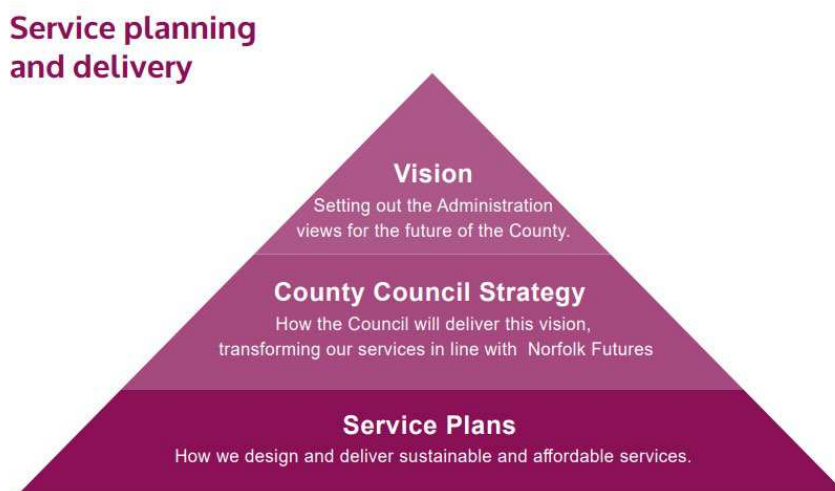 Service planning
and delivery
Vision
Setting out the Administration
views for the future of the County.
County Council Strategy
How the Council will deliver this vision,
transforming our services in line with Norfolk Futures
Service Plans
How we design and deliver sustainable and affordable services.